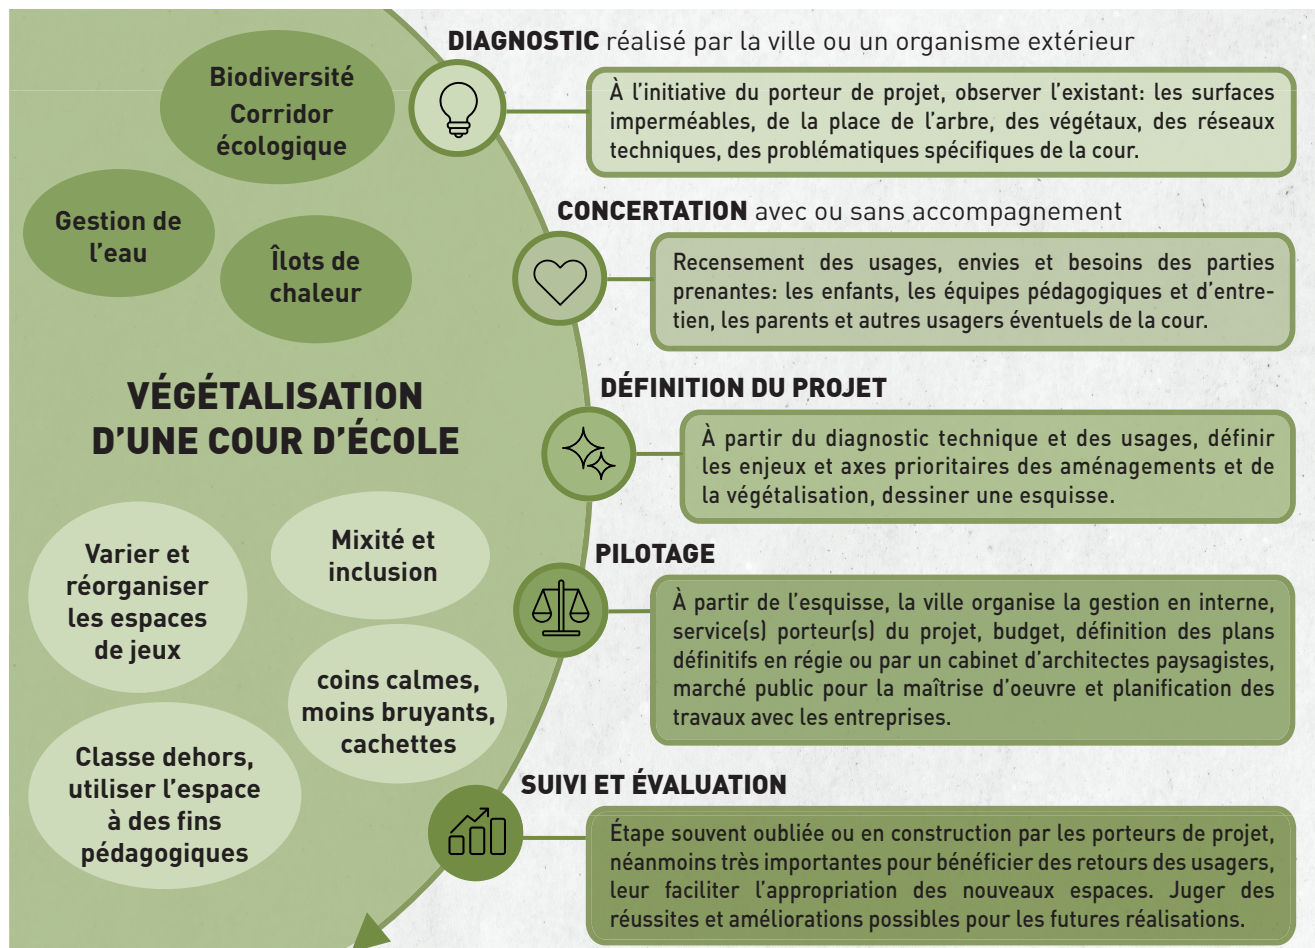 Biodiversité
Corridor
écologique
Gestion de
l'eau
Îlots de
chaleur
VÉGÉTALISATION
D'UNE COUR D'ÉCOLE
Varier et
réorganiser
les espaces
de jeux
Mixité et
inclusion
coins calmes,
moins bruyants,
cachettes
Classe dehors,
utiliser l'espace
à des fins
pédagogiques
DIAGNOSTIC réalisé par la ville ou un organisme extérieur
À l'initiative du porteur de projet, observer l'existant: les surfaces
imperméables, de la place de l'arbre, des végétaux, des réseaux
techniques, des problématiques spécifiques de la cour.
CONCERTATION avec ou sans accompagnement
Recensement des usages, envies et besoins des parties
prenantes: les enfants, les équipes pédagogiques et d'entre-
tien, les parents et autres usagers éventuels de la cour.
DÉFINITION DU PROJET
À partir du diagnostic technique et des usages, définir
les enjeux et axes prioritaires des aménagements et de
la végétalisation, dessiner une esquisse.
PILOTAGE
À partir de l'esquisse, la ville organise la gestion en interne,
service(s) porteur(s) du projet, budget, définition des plans
définitifs en régie ou par un cabinet d'architectes paysagistes,
marché public pour la maîtrise d'oeuvre et planification des
travaux avec les entreprises.
SUIVI ET ÉVALUATION
Étape souvent oubliée ou en construction par les porteurs de projet,
néanmoins très importantes pour bénéficier des retours des usagers,
leur faciliter l'appropriation des nouveaux espaces. Juger des
réussites et améliorations possibles pour les futures réalisations.